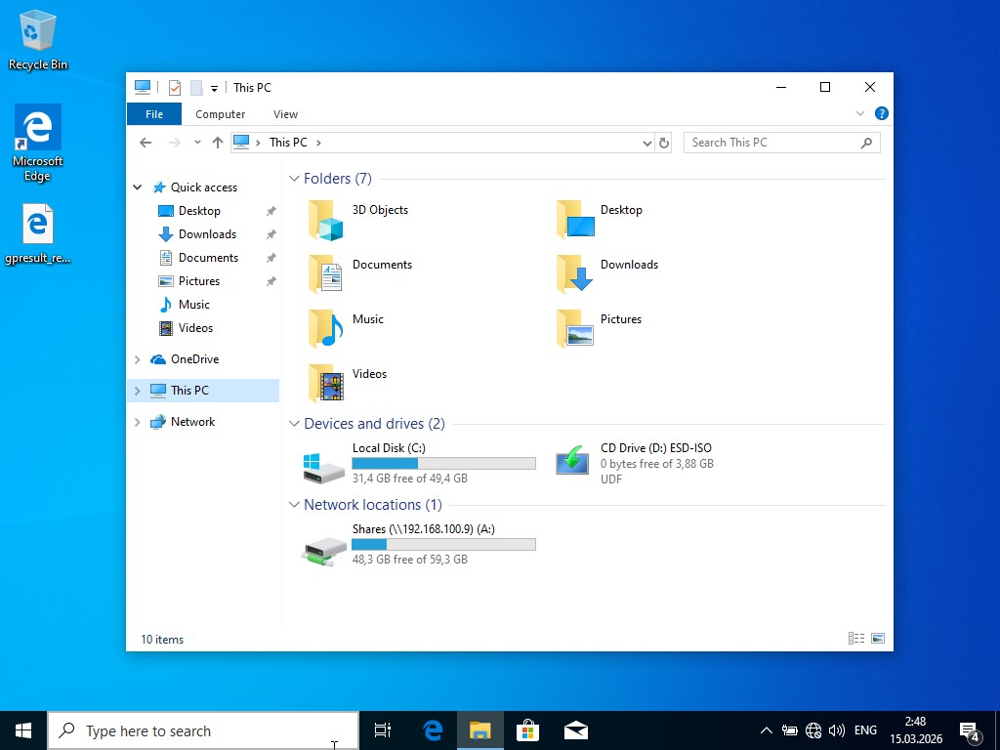 Recycle Bin
Microsoft
Edge
gpresult_re...
This PC
File
Computer
View
This PC
Search This PC
Quick access
Desktop
Downloads
Documents
Pictures
Music
Videos
OneDrive
This PC
Network
Folders (7)
3D Objects
Desktop
Documents
Downloads
Music
Pictures
Videos
Devices and drives (2)
Local Disk (C:)
31,4 GB free of 49,4 GB
CD Drive (D:) ESD-ISO
0 bytes free of 3,88 GB
UDF
Network locations (1)
Shares (\\192.168.100.9) (A:)
48,3 GB free of 59,3 GB
10 items
Type here to search
ENG
2:48
15.03.2026
4